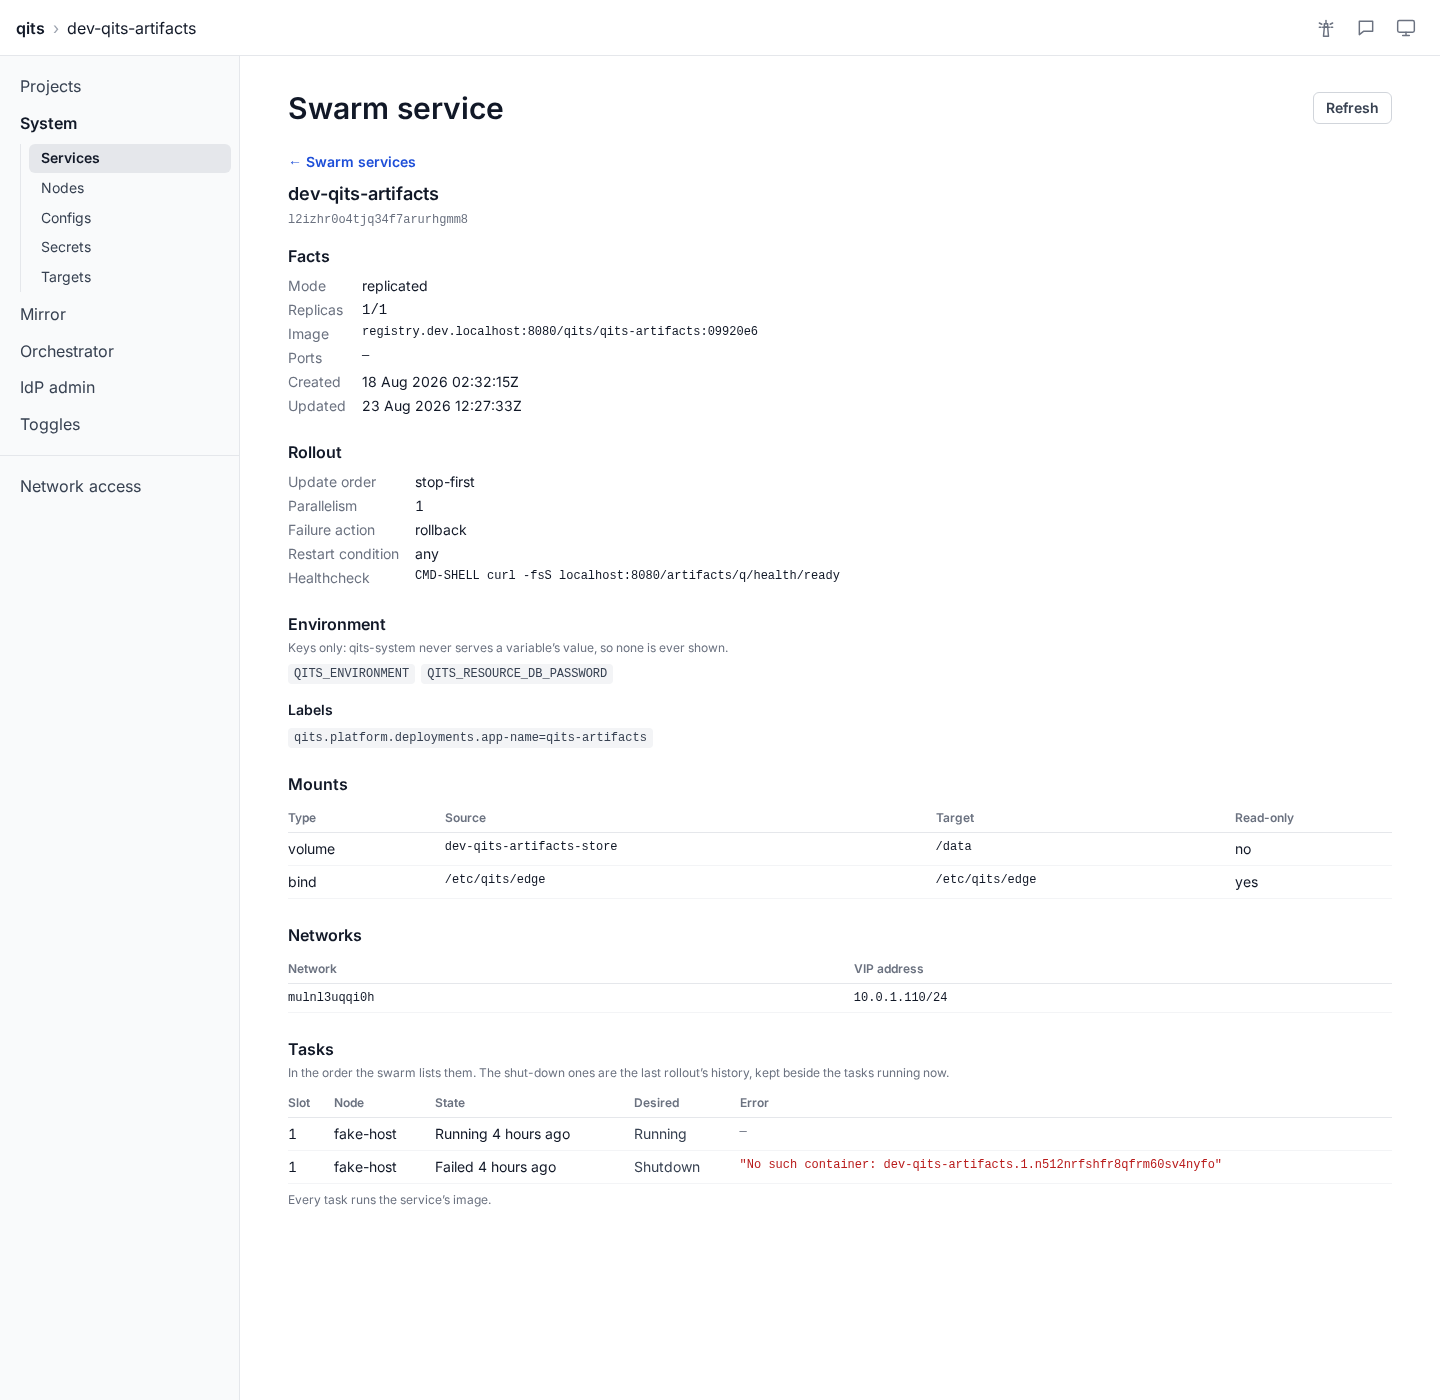 qits › dev-qits-artifacts
Projects
System
Services
Nodes
Configs
Secrets
Targets
Mirror
Orchestrator
IdP admin
Toggles
Network access
Swarm service
Refresh
← Swarm services
dev-qits-artifacts
l2izhr0o4tjq34f7arurhgmm8
Facts
Mode replicated
Replicas 1/1
Image registry.dev.localhost:8080/qits/qits-artifacts:09920e6
Ports —
Created 18 Aug 2026 02:32:15Z
Updated 23 Aug 2026 12:27:33Z
Rollout
Update order stop-first
Parallelism 1
Failure action rollback
Restart condition any
Healthcheck CMD-SHELL curl -fsS localhost:8080/artifacts/q/health/ready
Environment
Keys only: qits-system never serves a variable’s value, so none is ever shown.
QITS_ENVIRONMENT QITS_RESOURCE_DB_PASSWORD
Labels
qits.platform.deployments.app-name=qits-artifacts
Mounts
Type Source Target Read-only
volume dev-qits-artifacts-store /data no
bind /etc/qits/edge /etc/qits/edge yes
Networks
Network VIP address
mulnl3uqqi0h 10.0.1.110/24
Tasks
In the order the swarm lists them. The shut-down ones are the last rollout’s history, kept beside the tasks running now.
Slot Node State Desired Error
1 fake-host Running 4 hours ago Running —
1 fake-host Failed 4 hours ago Shutdown "No such container: dev-qits-artifacts.1.n512nrfshfr8qfrm60sv4nyfo"
Every task runs the service’s image.